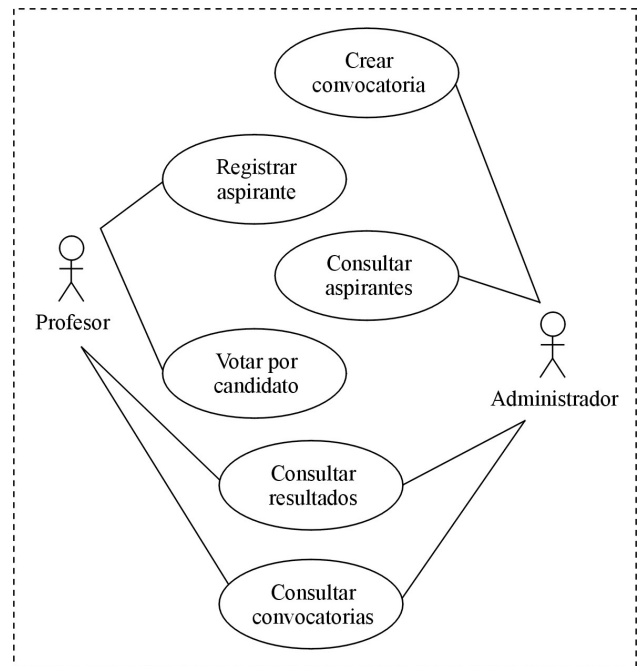 Crear
convocatoria
Registrar
aspirante
Consultar
aspirantes
Profesor
Votar por
candidato
Administrador
Consultar
resultados
Consultar
convocatorias